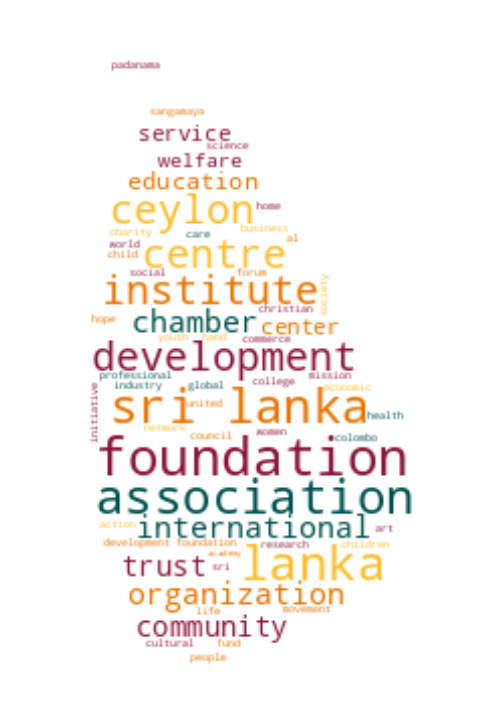 padanama
sangamaya
service
science
welfare
education
ceylon home
charity care business
world al
centre
child
social forum
institute society
christian
hope chamber center
youth hand commerce
development
professional mission
industry global college economic
initiative
sri lanka
united
health
network women
council colombo
foundation
association
action international art
development foundation research children
academy
trust sri lanka
organization
life movement
community
cultural fund
people